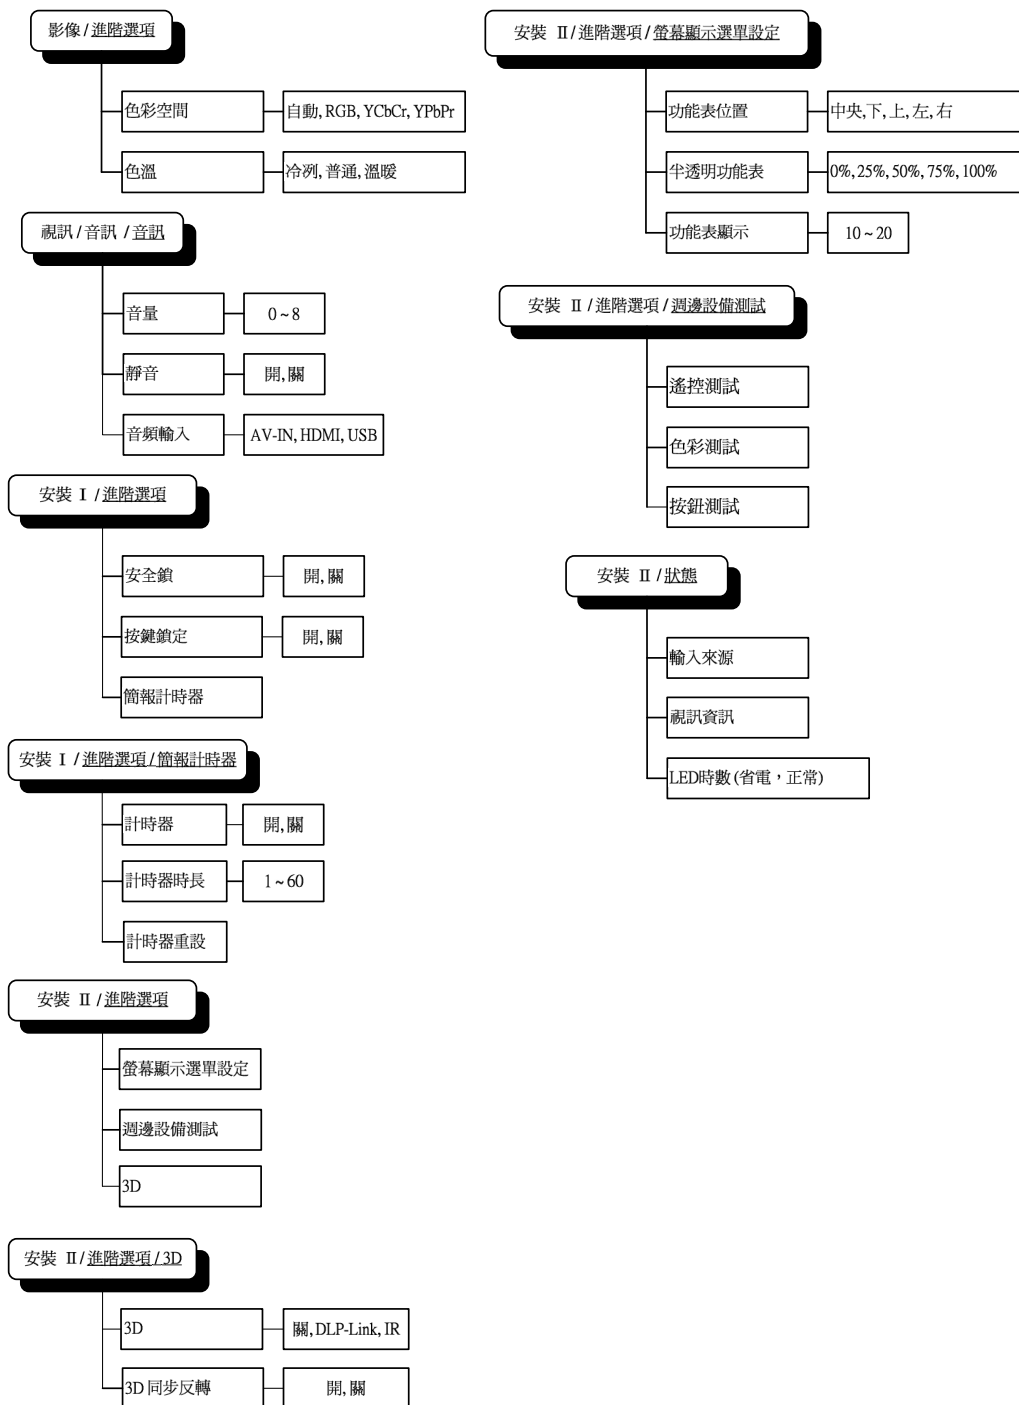 影像 / 進階選項
色彩空間
自動, RGB, YCbCr, YPbPr
色溫
冷冽, 普通, 溫暖
視訊 / 音訊 / 音訊
音量
0 ~ 8
靜音
開, 關
音頻輸入
AV-IN, HDMI, USB
安裝 I / 進階選項
安全鎖
開, 關
按鍵鎖定
開, 關
簡報計時器
安裝 I / 進階選項 / 簡報計時器
計時器
開, 關
計時器時長
1 ~ 60
計時器重設
安裝 II / 進階選項
螢幕顯示選單設定
週邊設備測試
3D
安裝 II / 進階選項 / 3D
3D
關, DLP-Link, IR
3D 同步反轉
開, 關
安裝 II / 進階選項 / 螢幕顯示選單設定
功能表位置
中央, 下, 上, 左, 右
半透明功能表
0%, 25%, 50%, 75%, 100%
功能表顯示
10 ~ 20
安裝 II / 進階選項 / 週邊設備測試
遙控測試
色彩測試
按鈕測試
安裝 II / 狀態
輸入來源
視訊資訊
LED時數 (省電，正常)